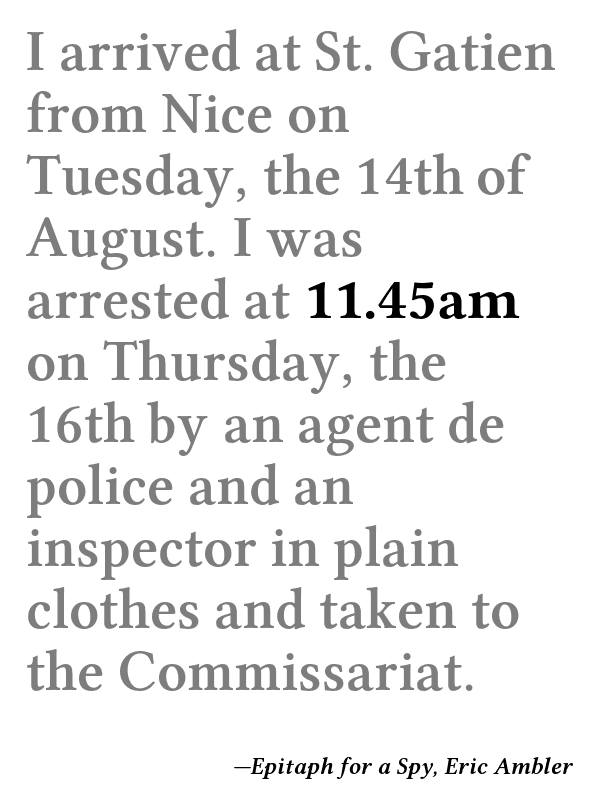 I arrived at St. Gatien
from Nice on
Tuesday, the 14th of
August. I was
arrested at 11.45am
on Thursday, the
16th by an agent de
police and an
inspector in plain
clothes and taken to
the Commissariat.
—Epitaph for a Spy, Eric Ambler